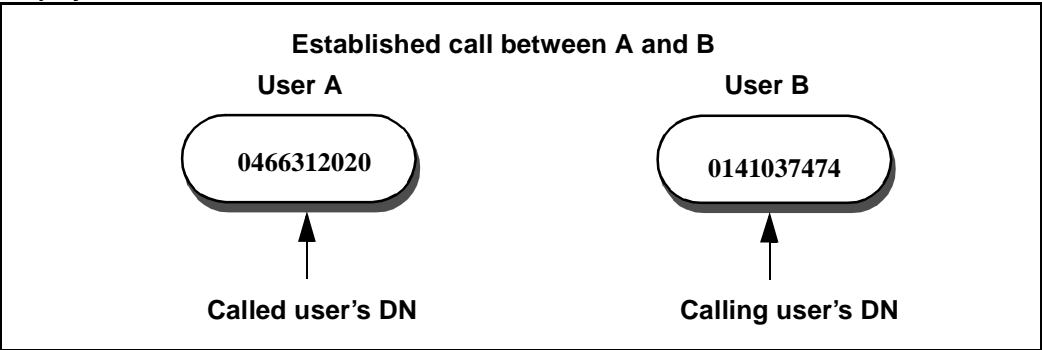 Established call between A and B
User A User B
0466312020 0141037474
Called user’s DN Calling user’s DN